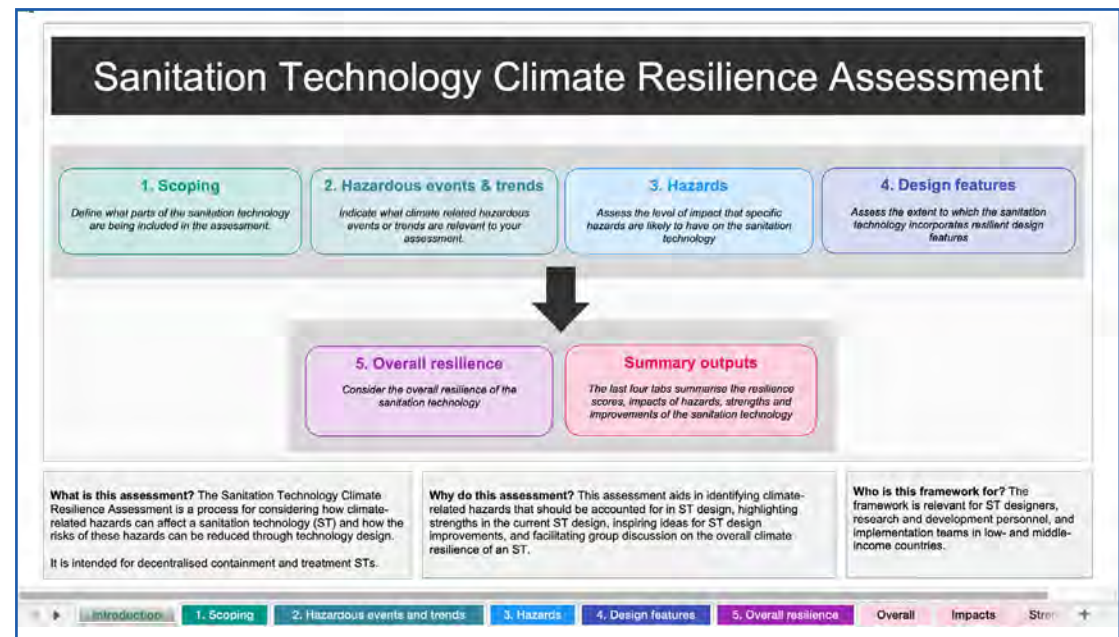 Sanitation Technology Climate Resilience Assessment
1. Scoping
Define what parts of the sanitation technology
are being included in the assessment.
2. Hazardous events & trends
Indicate what climate related hazardous
events or trends are relevant to your
assessment.
3. Hazards
Assess the level of impact that specific
hazards are likely to have on the sanitation
technology
4. Design features
Assess the extent to which the sanitation
technology incorporates resilient design
features
5. Overall resilience
Consider the overall resilience of the
sanitation technology
Summary outputs
The last four tabs summarise the resilience
scores, impacts of hazards, strengths and
improvements of the sanitation technology
What is this assessment? The Sanitation Technology Climate
Resilience Assessment is a process for considering how climate-
related hazards can affect a sanitation technology (ST) and how the
risks of these hazards can be reduced through technology design.
It is intended for decentralised containment and treatment STs.
Why do this assessment? This assessment aids in identifying climate-
related hazards that should be accounted for in ST design, highlighting
strengths in the current ST design, inspiring ideas for ST design
improvements, and facilitating group discussion on the overall climate
resilience of an ST.
Who is this framework for? The
framework is relevant for ST designers,
research and development personnel, and
implementation teams in low- and middle-
income countries.
Introduction 1. Scoping 2. Hazardous events and trends 3. Hazards 4. Design features 5. Overall resilience Overall Impacts Stren +